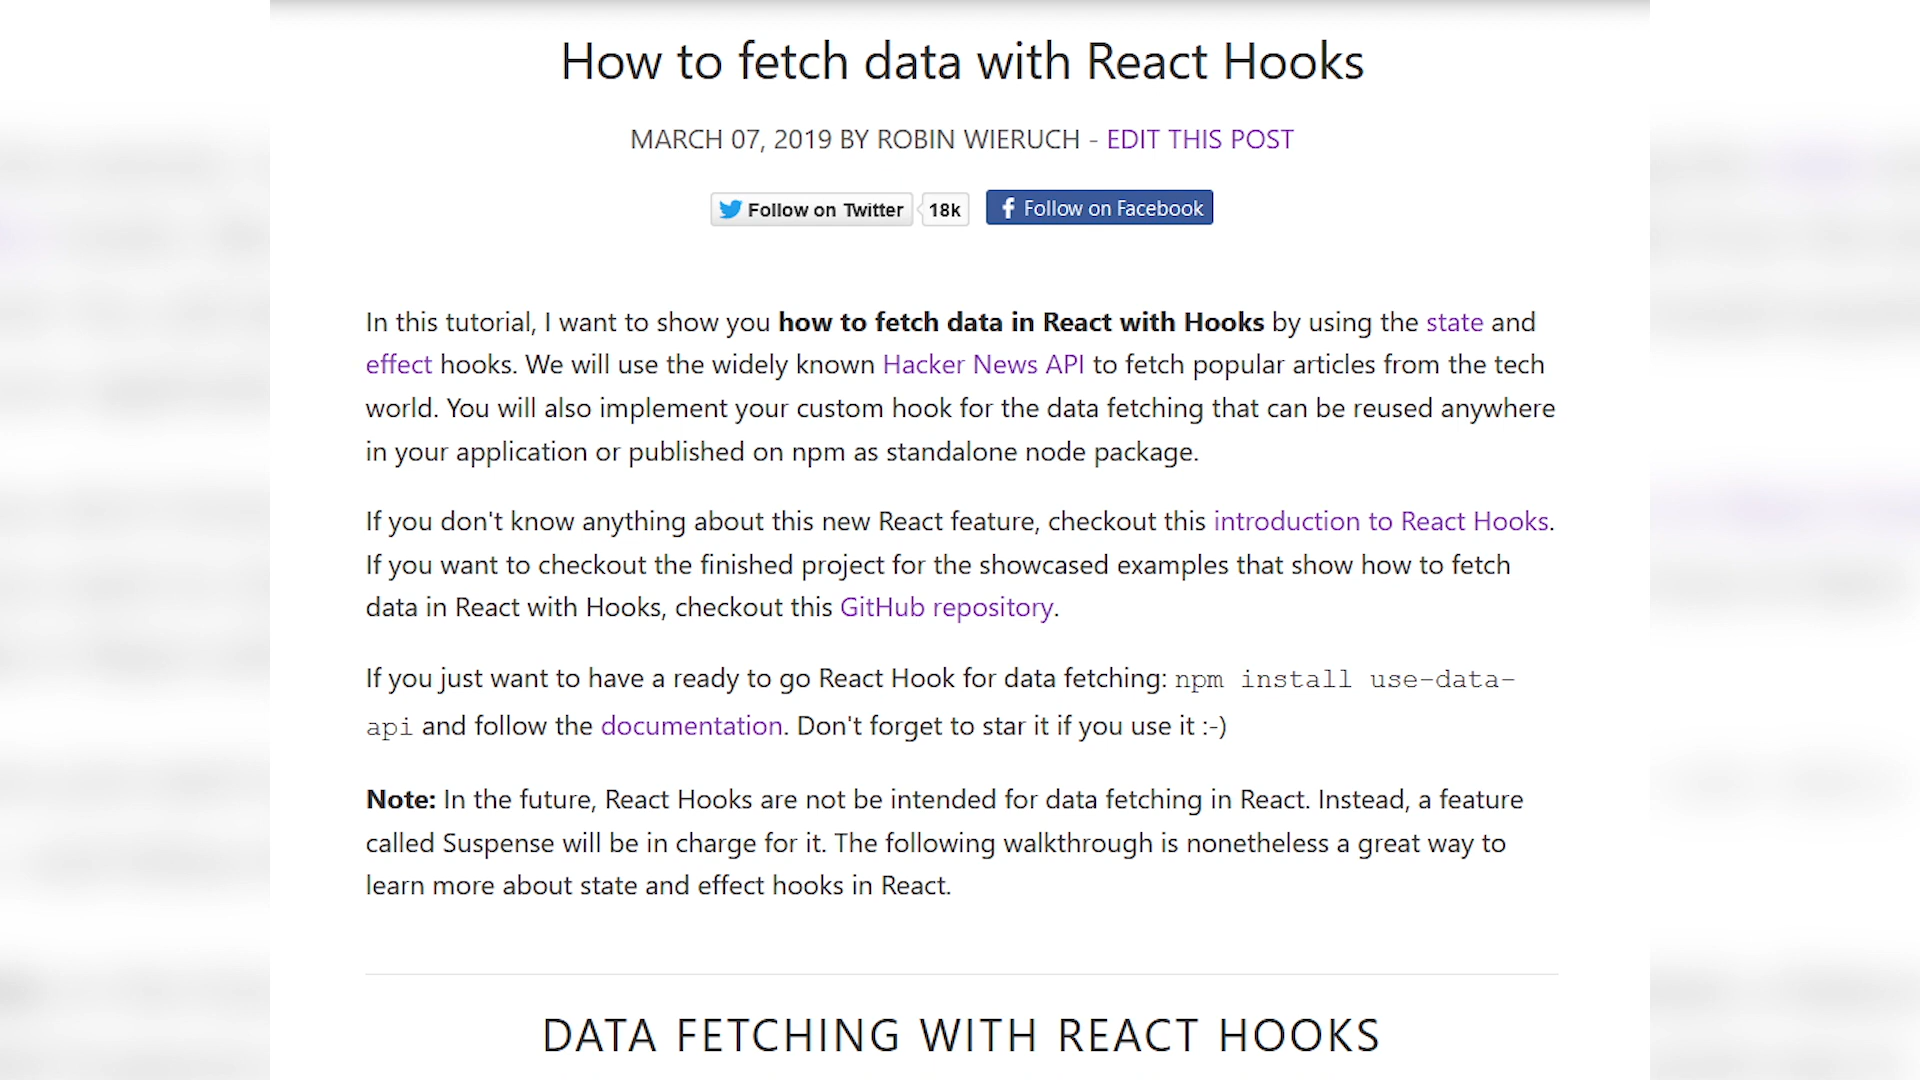 How to fetch data with React Hooks
MARCH 07, 2019 BY ROBIN WIERUCH - EDIT THIS POST
Follow on Twitter 18k Follow on Facebook
In this tutorial, I want to show you how to fetch data in React with Hooks by using the state and
effect hooks. We will use the widely known Hacker News API to fetch popular articles from the tech
world. You will also implement your custom hook for the data fetching that can be reused anywhere
in your application or published on npm as standalone node package.
If you don't know anything about this new React feature, checkout this introduction to React Hooks.
If you want to checkout the finished project for the showcased examples that show how to fetch
data in React with Hooks, checkout this GitHub repository.
If you just want to have a ready to go React Hook for data fetching: npm install use-data-
api and follow the documentation. Don't forget to star it if you use it :-)
Note: In the future, React Hooks are not be intended for data fetching in React. Instead, a feature
called Suspense will be in charge for it. The following walkthrough is nonetheless a great way to
learn more about state and effect hooks in React.
DATA FETCHING WITH REACT HOOKS